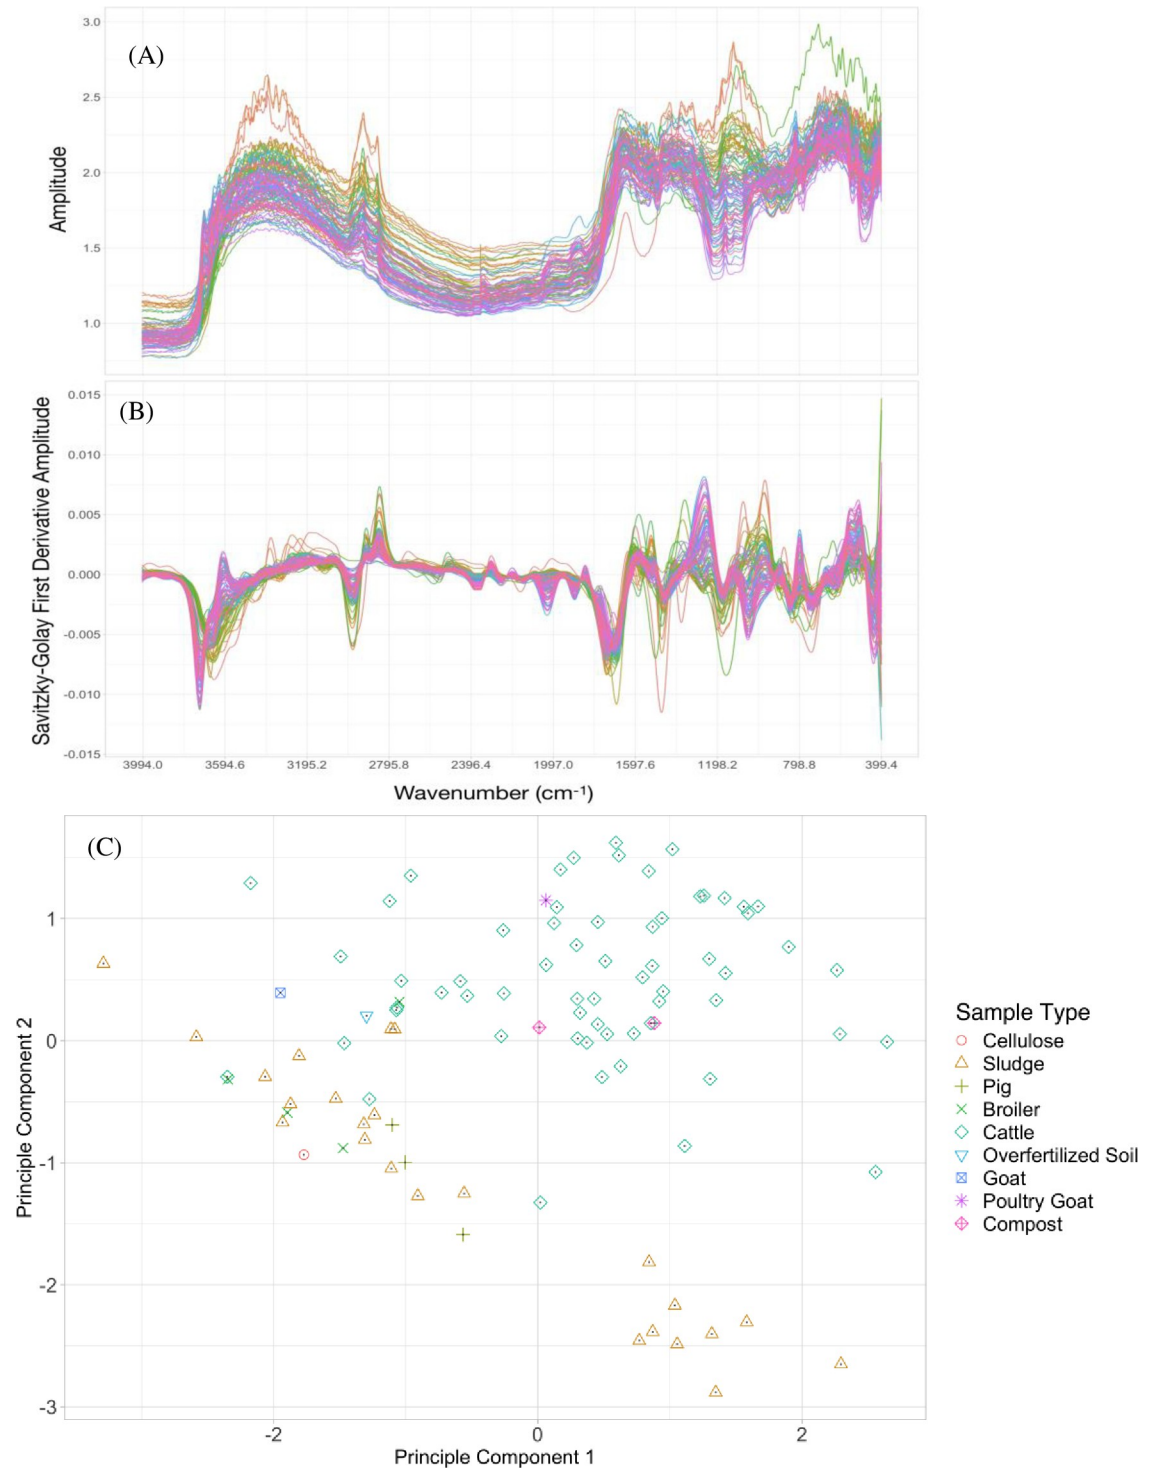 (A)
Amplitude
3.0
2.5
2.0
1.5
1.0
(B)
Savitzky-Golay First Derivative Amplitude
0.015
0.010
0.005
0.000
-0.005
-0.010
-0.015
3994.0 3594.6 3195.2 2795.8 2396.4 1997.0 1597.6 1198.2 798.8 399.4
Wavenumber (cm-1)
(C)
Principle Component 2
1
0
-1
-2
-3
-2 0 2
Principle Component 1
Sample Type
Cellulose
Sludge
Pig
Broiler
Cattle
Overfertilized Soil
Goat
Poultry Goat
Compost